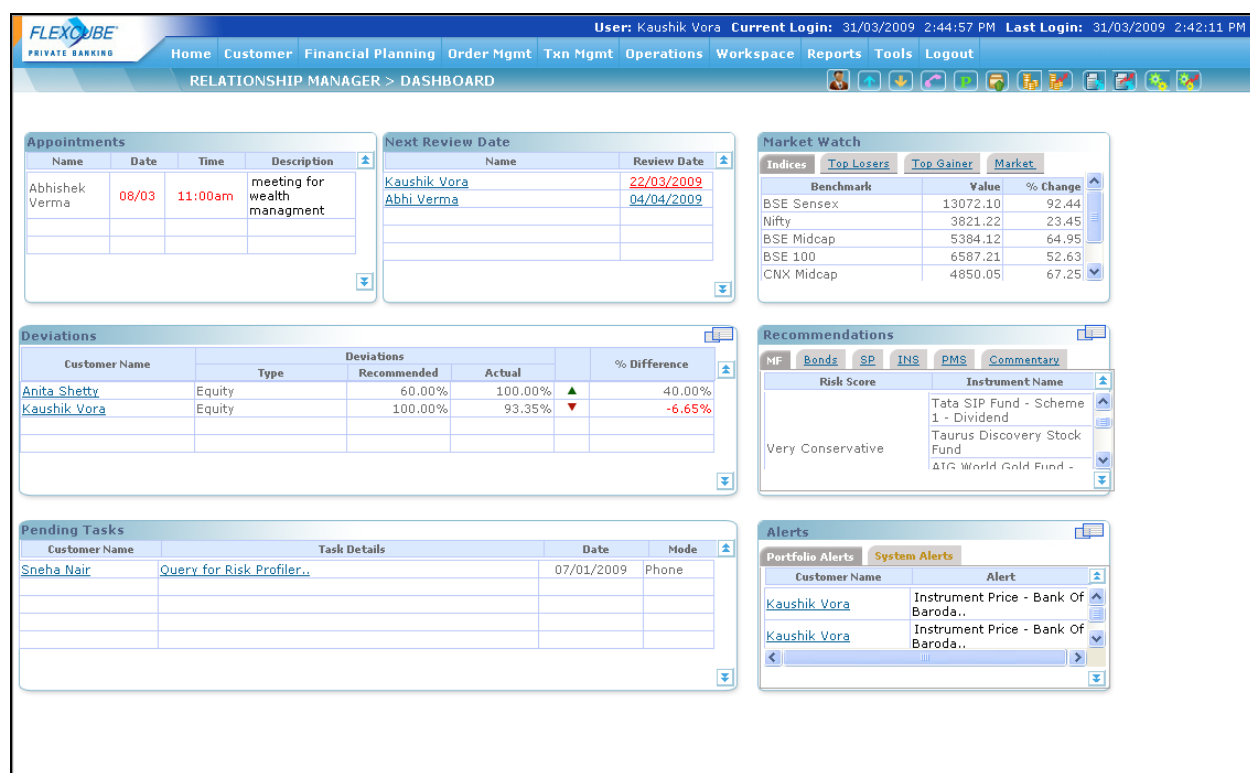 FLEXCUBE
PRIVATE BANKING
User: Kaushik Vora Current Login: 31/03/2009 2:44:57 PM Last Login: 31/03/2009 2:42:11 PM
Home Customer Financial Planning Order Mgmt Txn Mgmt Operations Workspace Reports Tools Logout
RELATIONSHIP MANAGER > DASHBOARD
Appointments
Name Date Time Description
Abhishek Verma 08/03 11:00am meeting for wealth managment
Next Review Date
Name Review Date
Kaushik Vora 22/03/2009
Abhi Verma 04/04/2009
Market Watch
Indices Top Losers Top Gainer Market
Benchmark Value % Change
BSE Sensex 13072.10 92.44
Nifty 3821.22 23.45
BSE Midcap 5384.12 64.95
BSE 100 6587.21 52.63
CNX Midcap 4850.05 67.25
Deviations
Customer Name Deviations % Difference
Type Recommended Actual
Anita Shetty Equity 60.00% 100.00% ▲ 40.00%
Kaushik Vora Equity 100.00% 93.35% ▼ -6.65%
Recommendations
MF Bonds SP INS PMS Commentary
Risk Score Instrument Name
Very Conservative
Tata SIP Fund - Scheme
1 - Dividend
Taurus Discovery Stock
Fund
AIG World Gold Fund -
Pending Tasks
Customer Name Task Details Date Mode
Sneha Nair Query for Risk Profiler.. 07/01/2009 Phone
Alerts
Portfolio Alerts System Alerts
Customer Name Alert
Kaushik Vora Instrument Price - Bank Of Baroda..
Kaushik Vora Instrument Price - Bank Of Baroda..